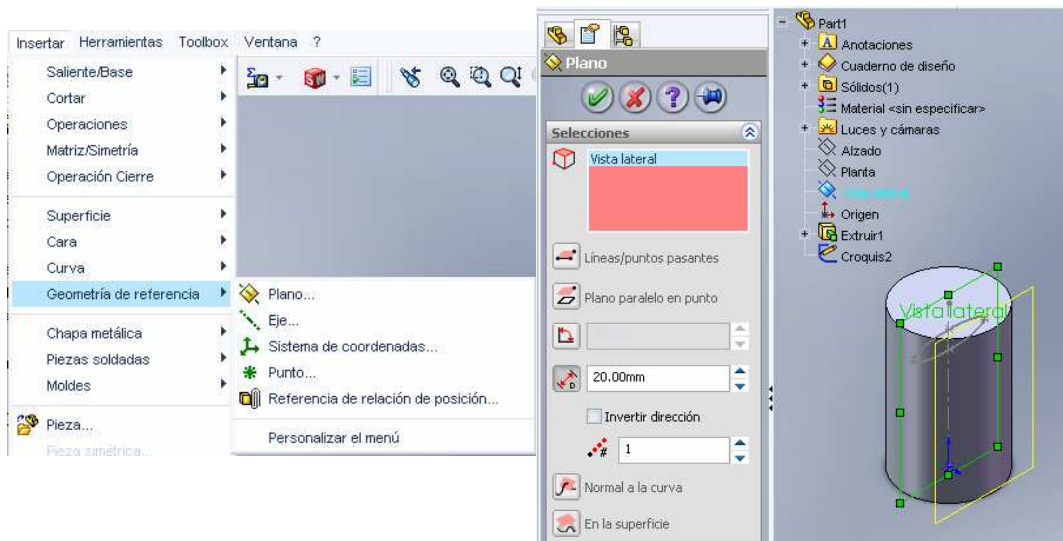 Insertar Herramientas Toolbox Ventana ?
Saliente/Base
Cortar
Operaciones
Matriz/Simetría
Operación Cierre
Superficie
Cara
Curva
Geometría de referencia
Chapa metálica
Piezas soldadas
Moldes
Pieza...
Pieza simétrica...
Plano...
Eje...
Sistema de coordenadas...
Punto...
Referencia de relación de posición...
Personalizar el menú
Plano
Selecciones
Vista lateral
Líneas/puntos pasantes
Plano paralelo en punto
20.00mm
Invertir dirección
1
Normal a la curva
En la superficie
Part1
Anotaciones
Cuaderno de diseño
Sólidos(1)
Material <sin especificar>
Luces y cámaras
Alzado
Planta
Vista lateral
Origen
Extruir1
Croquis2
Vista lateral